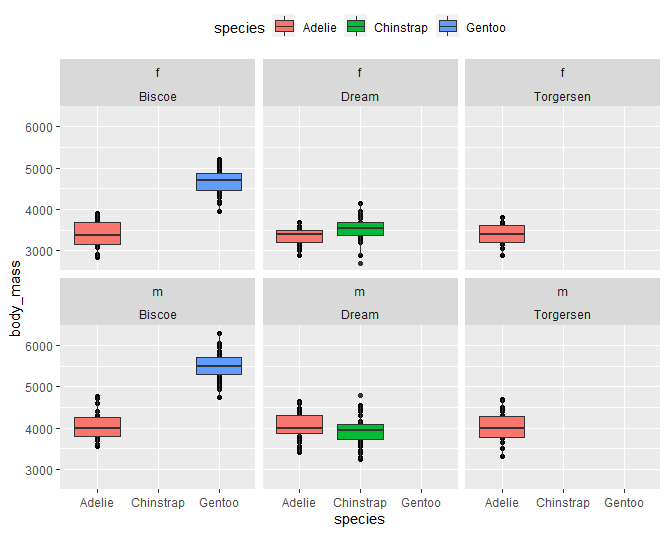 species Adelie Chinstrap Gentoo
f f f
Biscoe Dream Torgersen
6000
5000
4000
3000
m m m
Biscoe Dream Torgersen
6000
5000
4000
3000
body_mass
Adelie Chinstrap Gentoo Adelie Chinstrap Gentoo Adelie Chinstrap Gentoo
species